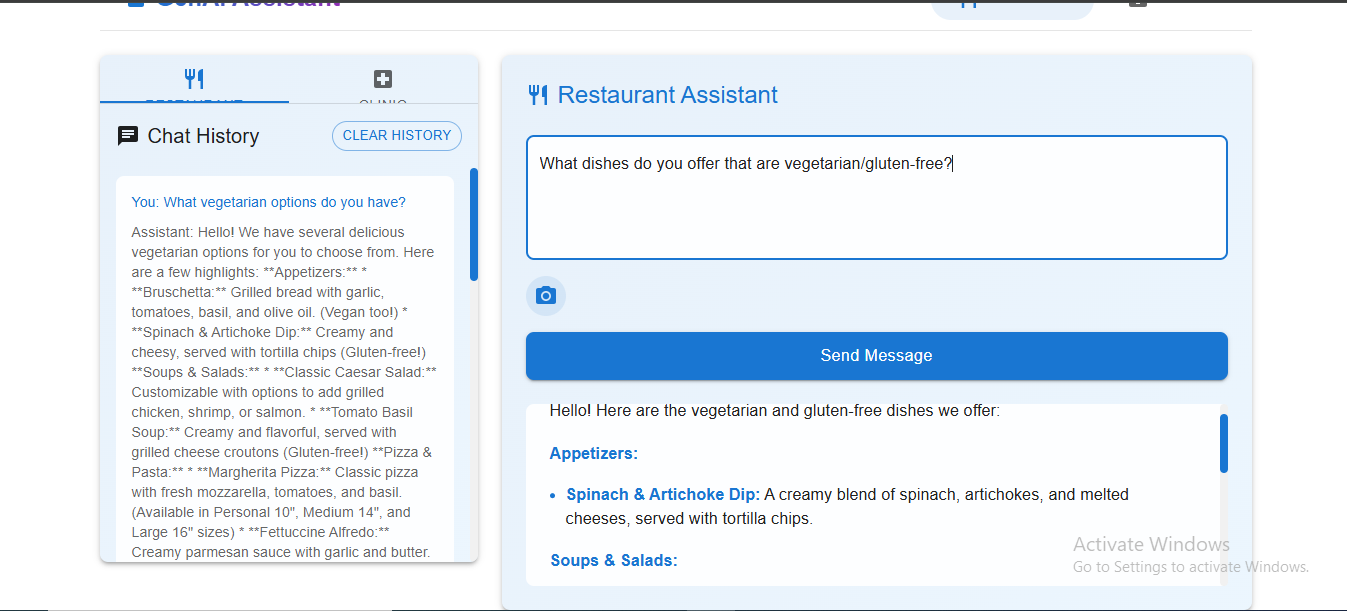 GenAI Assistant
RESTAURANT
CLINIC
Chat History
CLEAR HISTORY
You: What vegetarian options do you have?
Assistant: Hello! We have several delicious
vegetarian options for you to choose from. Here
are a few highlights: **Appetizers:** *
**Bruschetta:** Grilled bread with garlic,
tomatoes, basil, and olive oil. (Vegan too!) *
**Spinach & Artichoke Dip:** Creamy and
cheesy, served with tortilla chips (Gluten-free!)
**Soups & Salads:** * **Classic Caesar Salad:**
Customizable with options to add grilled
chicken, shrimp, or salmon. * **Tomato Basil
Soup:** Creamy and flavorful, served with
grilled cheese croutons (Gluten-free!) **Pizza &
Pasta:** * **Margherita Pizza:** Classic pizza
with fresh mozzarella, tomatoes, and basil.
(Available in Personal 10", Medium 14", and
Large 16" sizes) * **Fettuccine Alfredo:**
Creamy parmesan sauce with garlic and butter.
Restaurant Assistant
What dishes do you offer that are vegetarian/gluten-free?
Send Message
Hello! Here are the vegetarian and gluten-free dishes we offer:
Appetizers:
• Spinach & Artichoke Dip: A creamy blend of spinach, artichokes, and melted
cheeses, served with tortilla chips.
Soups & Salads:
Activate Windows
Go to Settings to activate Windows.